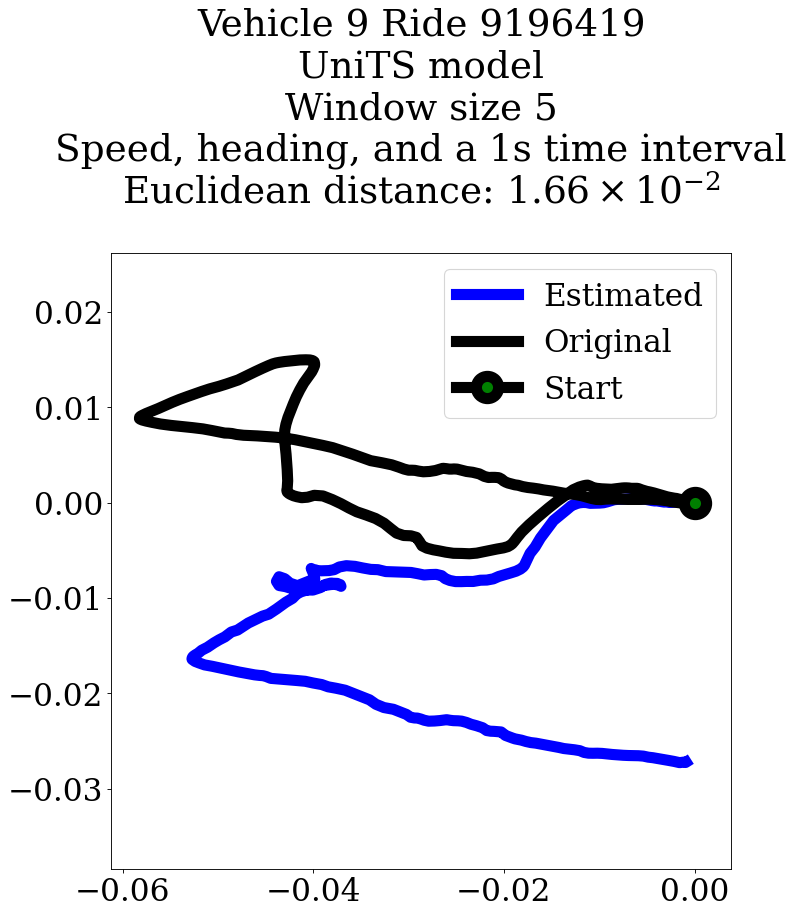 Vehicle 9 Ride 9196419
UniTS model
Window size 5
Speed, heading, and a 1s time interval
Euclidean distance: 1.66 × 10⁻²
Estimated
Original
Start
0.02
0.01
0.00
−0.01
−0.02
−0.03
−0.06 −0.04 −0.02 0.00